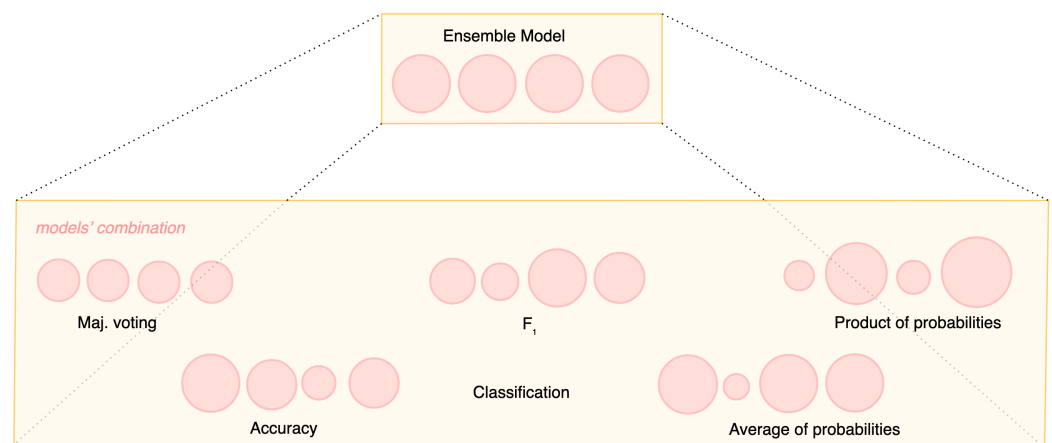 Ensemble Model
models' combination
Maj. voting
F₁
Product of probabilities
Accuracy
Classification
Average of probabilities